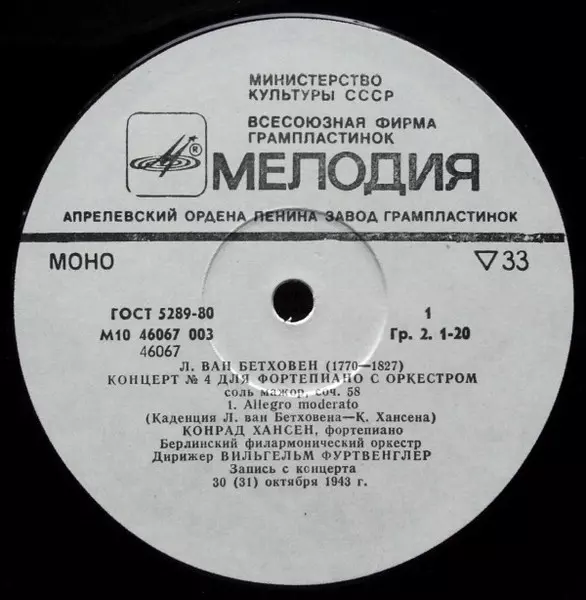 МИНИСТЕРСТВО
КУЛЬТУРЫ СССР
ВСЕСОЮЗНАЯ ФИРМА
ГРАМПЛАСТИНОК
®
МЕЛОДИЯ
АПРЕЛЕВСКИЙ ОРДЕНА ЛЕНИНА ЗАВОД ГРАМПЛАСТИНОК
МОНО ▽33
ГОСТ 5289-80 1
М10 46067 003 Гр. 2. 1-20
46067
Л. ВАН БЕТХОВЕН (1770—1827)
КОНЦЕРТ № 4 ДЛЯ ФОРТЕПИАНО С ОРКЕСТРОМ
соль мажор, соч. 58
1. Allegro moderato
(Каденция Л. ван Бетховена—К. Хансена)
КОНРАД ХАНСЕН, фортепиано
Берлинский филармонический оркестр
Дирижер ВИЛЬГЕЛЬМ ФУРТВЕНГЛЕР
Запись с концерта
30 (31) октября 1943 г.